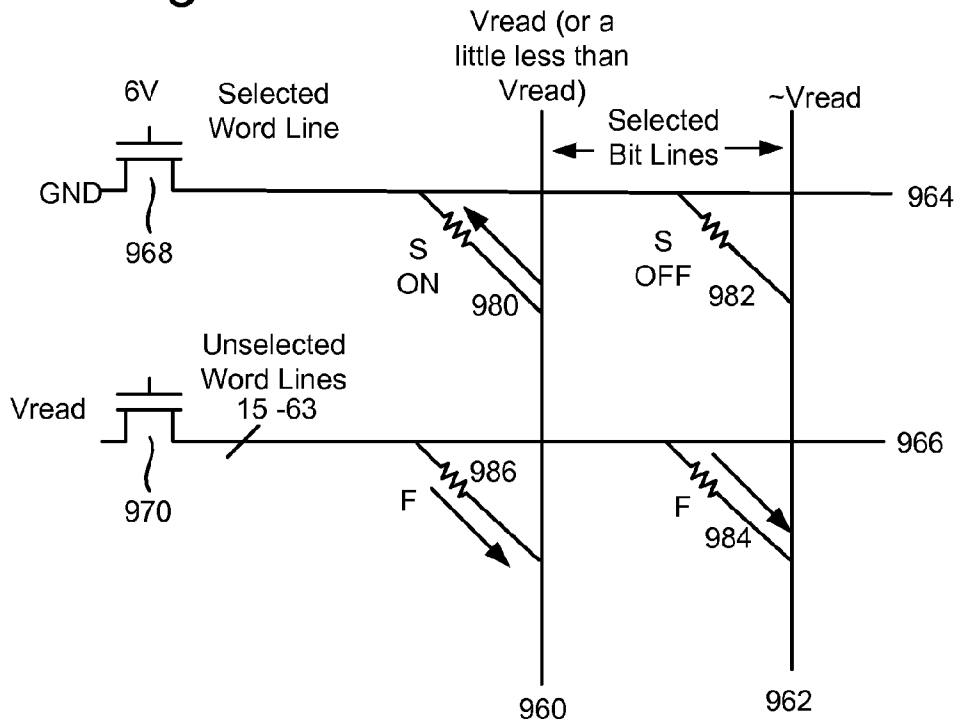 Vread (or a
little less than
Vread)
~Vread
6V
Selected
Word Line
Selected
Bit Lines
GND
964
968
S
ON
980
S
OFF
982
Unselected
Word Lines
15 -63
Vread
966
970
986
F
F
984
960
962